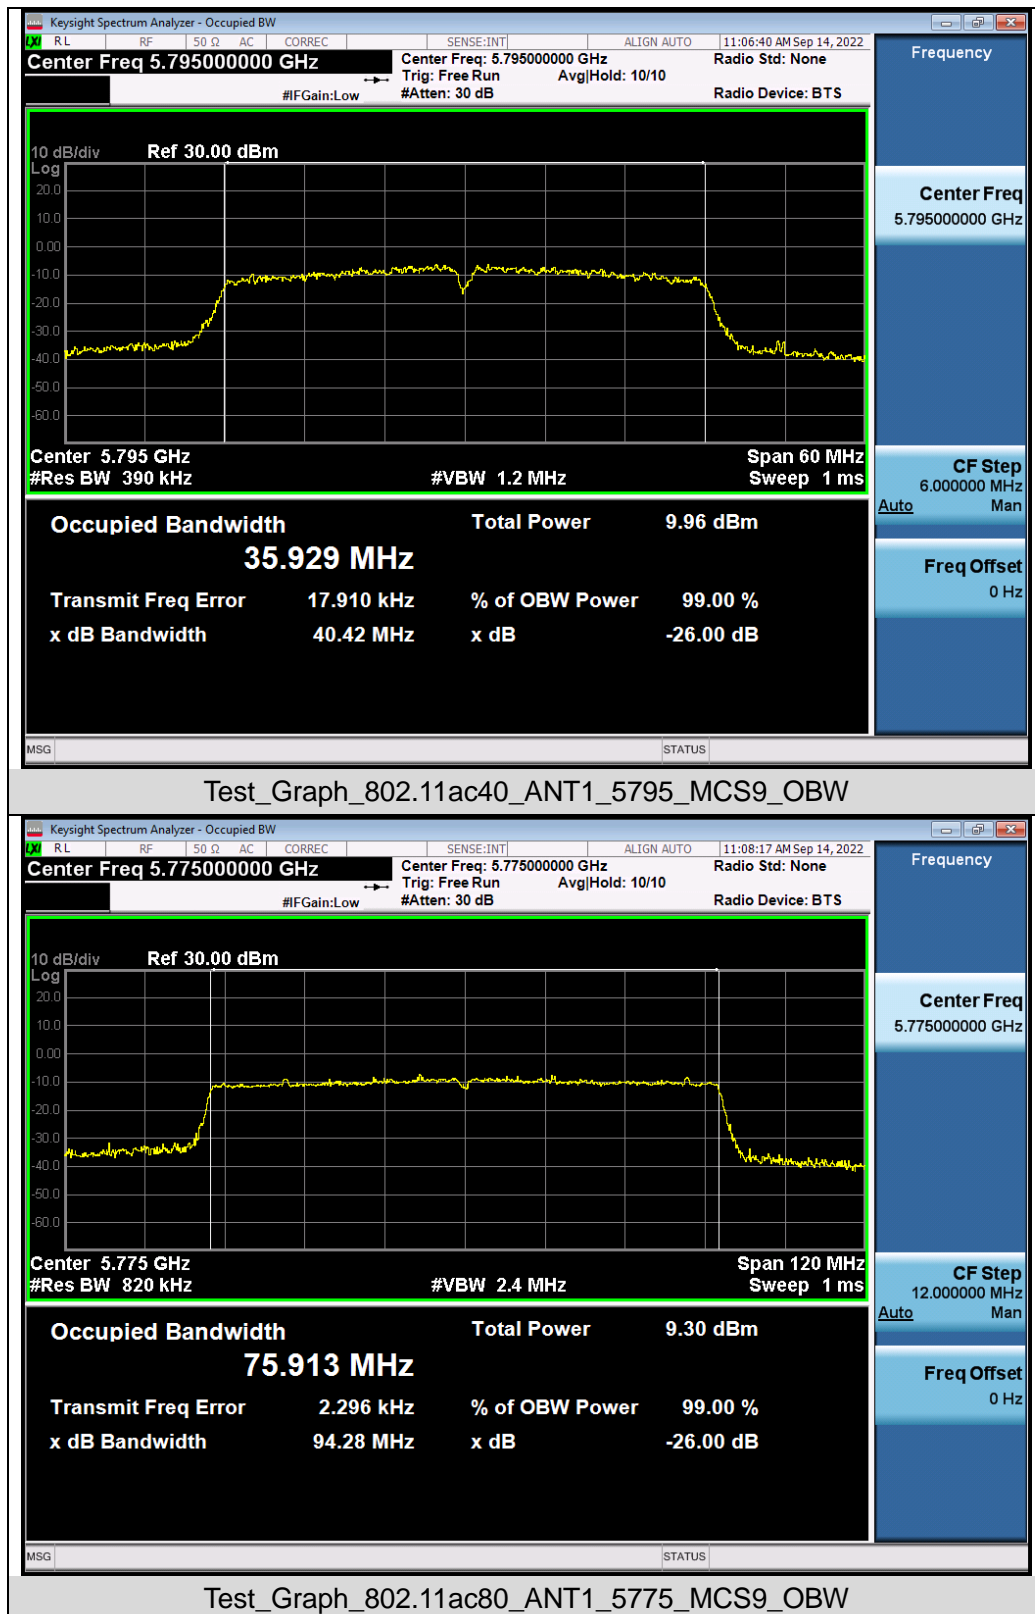 Keysight Spectrum Analyzer - Occupied BW
LXI RL RF 50 Ω AC CORREC SENSE:INT ALIGN AUTO 11:06:40 AM Sep 14, 2022
Center Freq 5.795000000 GHz
Center Freq: 5.795000000 GHz
Radio Std: None
Trig: Free Run Avg|Hold: 10/10
#IFGain:Low
#Atten: 30 dB
Radio Device: BTS
Frequency
10 dB/div Ref 30.00 dBm
Log
20.0
10.0
0.00
-10.0
-20.0
-30.0
-40.0
-50.0
-60.0
Center Freq
5.795000000 GHz
Center 5.795 GHz Span 60 MHz
#Res BW 390 kHz #VBW 1.2 MHz Sweep 1 ms
CF Step
6.000000 MHz
Auto Man
Freq Offset
0 Hz
Occupied Bandwidth Total Power 9.96 dBm
35.929 MHz
Transmit Freq Error 17.910 kHz % of OBW Power 99.00 %
x dB Bandwidth 40.42 MHz x dB -26.00 dB
MSG STATUS
Test_Graph_802.11ac40_ANT1_5795_MCS9_OBW
Keysight Spectrum Analyzer - Occupied BW
LXI RL RF 50 Ω AC CORREC SENSE:INT ALIGN AUTO 11:08:17 AM Sep 14, 2022
Center Freq 5.775000000 GHz
Center Freq: 5.775000000 GHz
Radio Std: None
Trig: Free Run Avg|Hold: 10/10
#IFGain:Low
#Atten: 30 dB
Radio Device: BTS
Frequency
10 dB/div Ref 30.00 dBm
Log
20.0
10.0
0.00
-10.0
-20.0
-30.0
-40.0
-50.0
-60.0
Center Freq
5.775000000 GHz
Center 5.775 GHz Span 120 MHz
#Res BW 820 kHz #VBW 2.4 MHz Sweep 1 ms
CF Step
12.000000 MHz
Auto Man
Freq Offset
0 Hz
Occupied Bandwidth Total Power 9.30 dBm
75.913 MHz
Transmit Freq Error 2.296 kHz % of OBW Power 99.00 %
x dB Bandwidth 94.28 MHz x dB -26.00 dB
MSG STATUS
Test_Graph_802.11ac80_ANT1_5775_MCS9_OBW